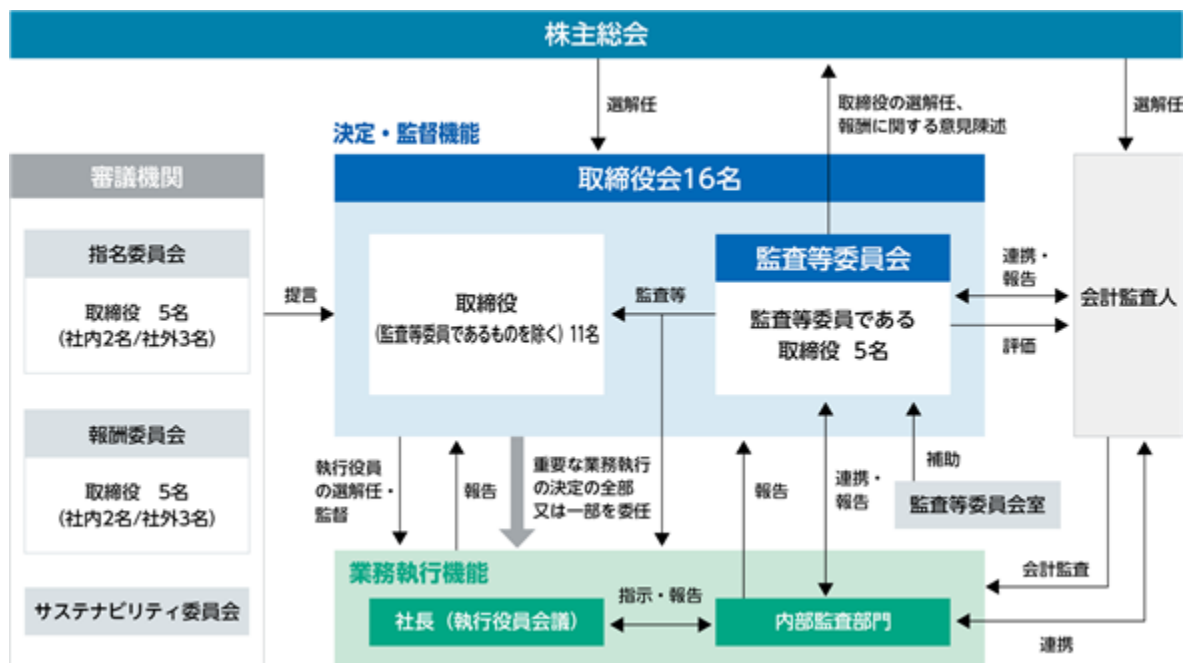 株主総会
選解任
取締役の選解任、
報酬に関する意見陳述
選解任
決定・監督機能
審議機関
取締役会16名
指名委員会
取締役 5名
(社内2名/社外3名)
提言
取締役
(監査等委員であるものを除く) 11名
監査等
監査等委員会
監査等委員である
取締役 5名
連携・
報告
評価
会計監査人
報酬委員会
取締役 5名
(社内2名/社外3名)
執行役員
の選解任・
監督
報告
重要な業務執行
の決定の全部
又は一部を委任
報告
連携・
報告
補助
監査等委員会室
サステナビリティ委員会
業務執行機能
社長（執行役員会議）
指示・報告
内部監査部門
会計監査
連携